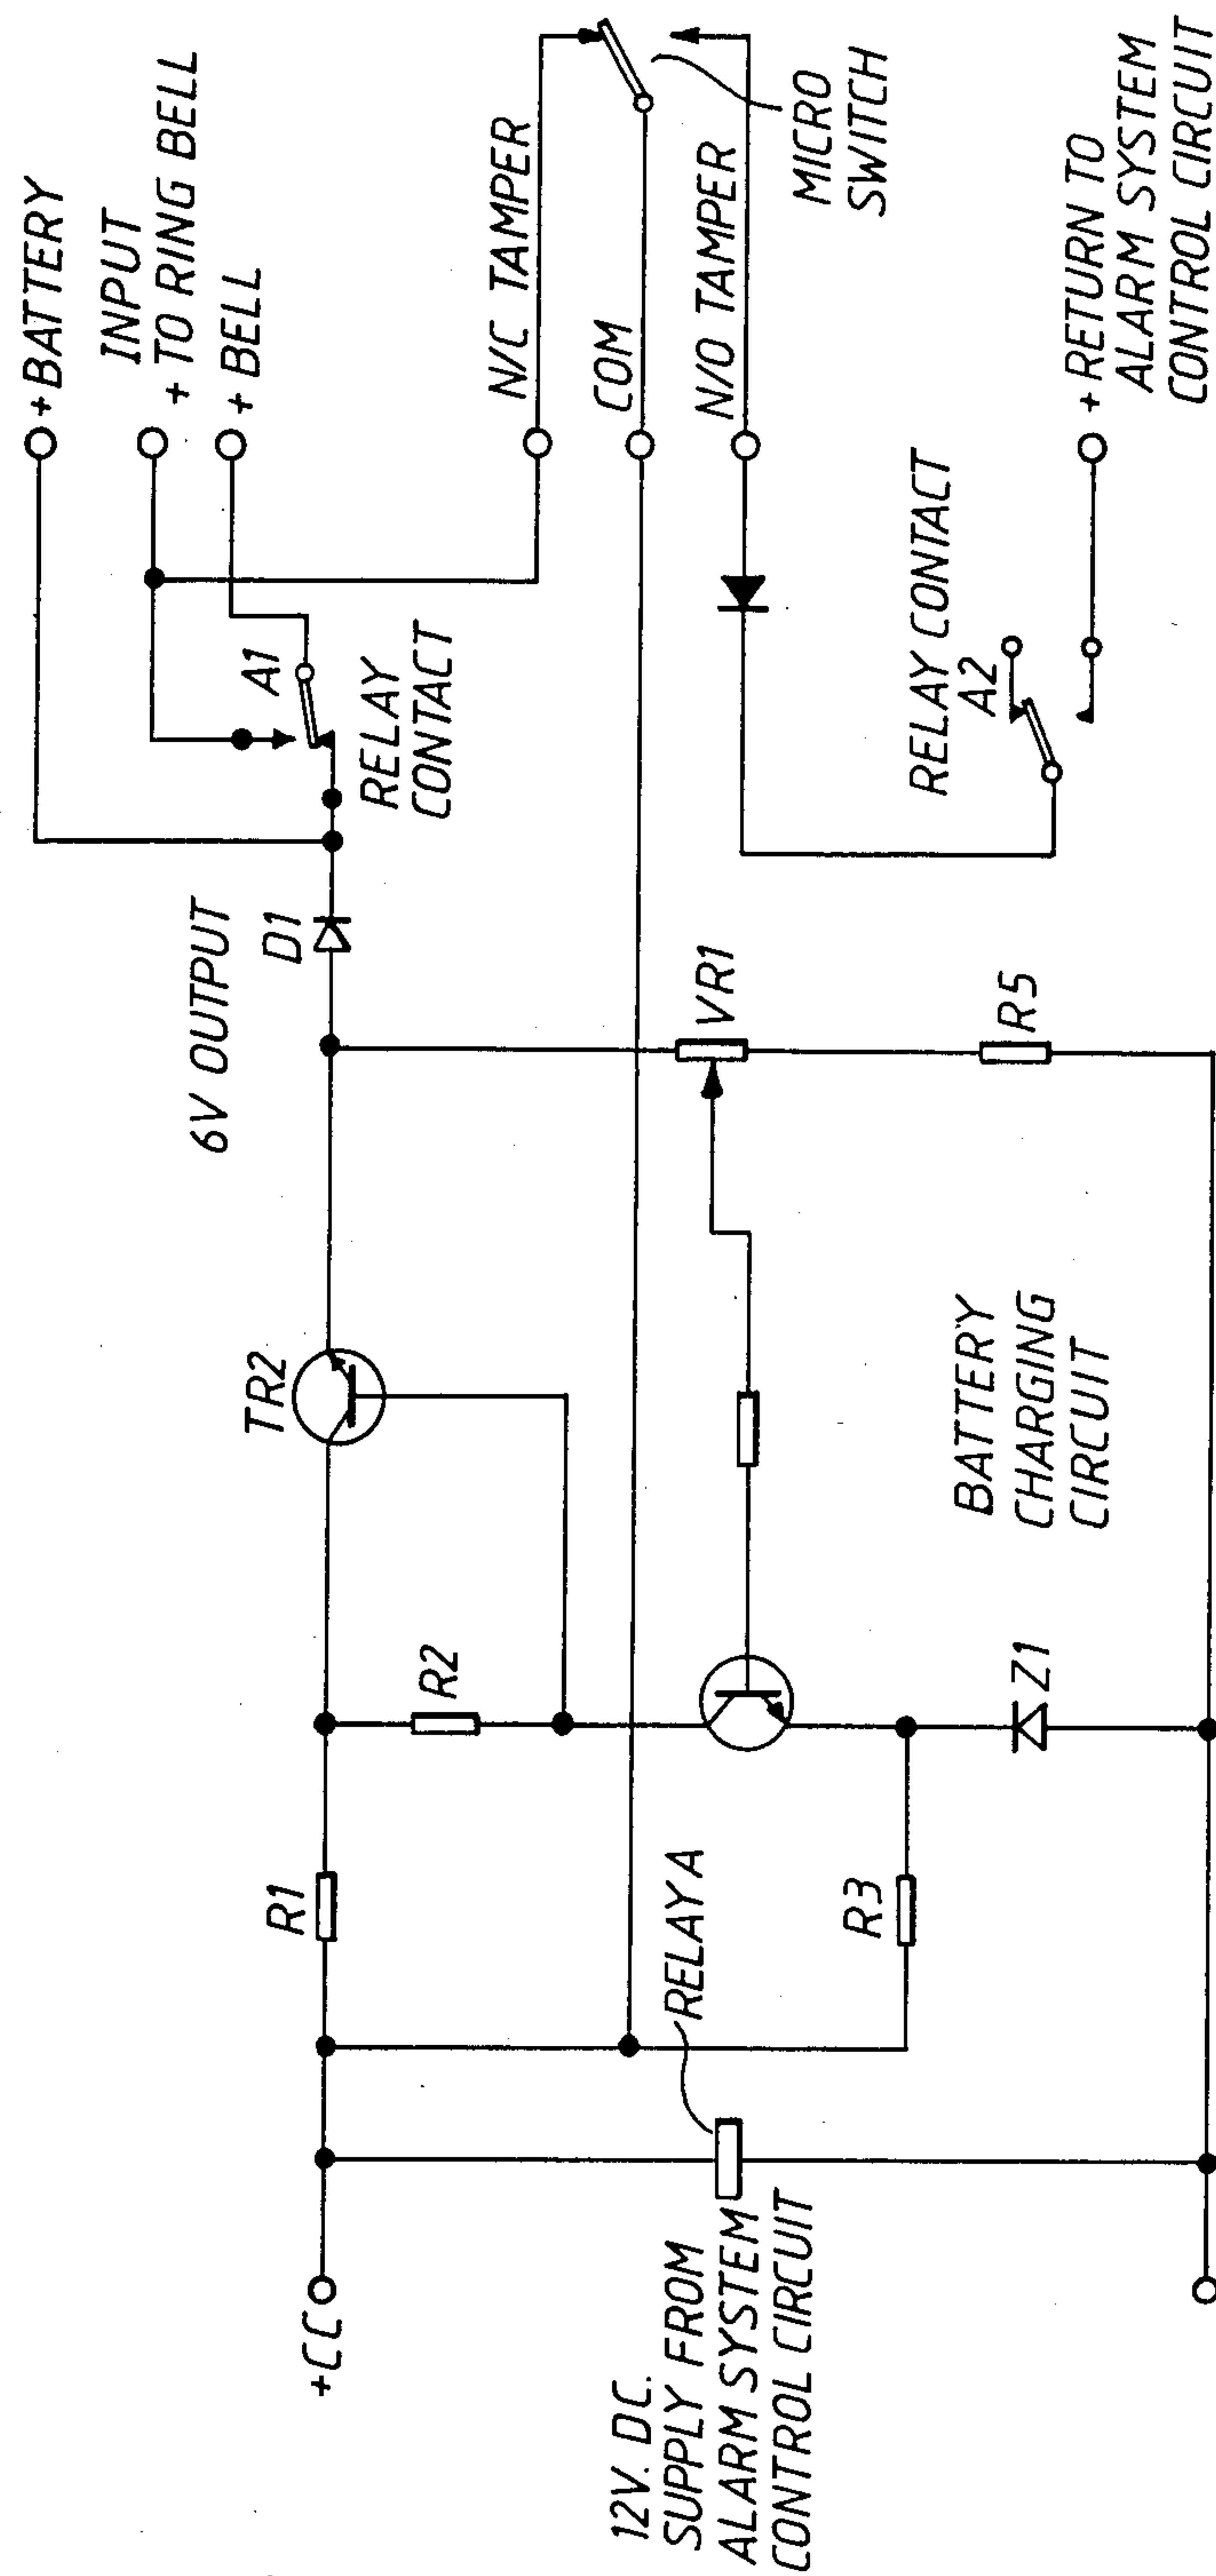 +BATTERY
INPUT
+ TO RING BELL
+ BELL
6V OUTPUT
D1
A1
RELAY
CONTACT
N/C TAMPER
COM
N/O TAMPER
MICRO
SWITCH
TR2
R1
R2
VR1
RELAY CONTACT
A2
+ RETURN TO
ALARM SYSTEM
CONTROL CIRCUIT
+CC
12V. DC.
SUPPLY FROM
ALARM SYSTEM
CONTROL CIRCUIT
RELAY A
R3
Z1
BATTERY
CHARGING
CIRCUIT
R5